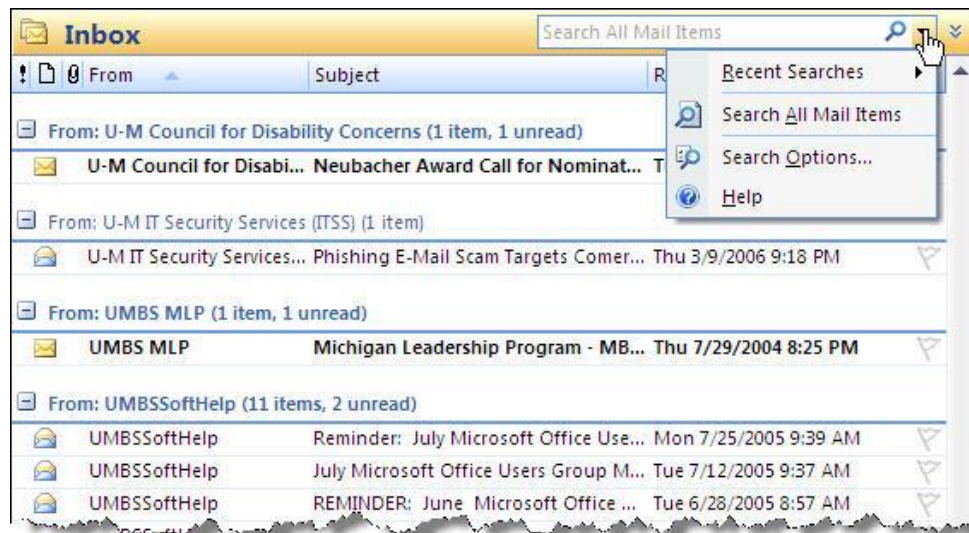 Inbox
Search All Mail Items
! From Subject R
Recent Searches
Search All Mail Items
Search Options...
Help
From: U-M Council for Disability Concerns (1 item, 1 unread)
U-M Council for Disabi... Neubacher Award Call for Nominat... T
From: U-M IT Security Services (ITSS) (1 item)
U-M IT Security Services... Phishing E-Mail Scam Targets Comer... Thu 3/9/2006 9:18 PM
From: UMBS MLP (1 item, 1 unread)
UMBS MLP Michigan Leadership Program - MB... Thu 7/29/2004 8:25 PM
From: UMBSSoftHelp (11 items, 2 unread)
UMBSSoftHelp Reminder: July Microsoft Office Use... Mon 7/25/2005 9:39 AM
UMBSSoftHelp July Microsoft Office Users Group M... Tue 7/12/2005 9:37 AM
UMBSSoftHelp REMINDER: June Microsoft Office ... Tue 6/28/2005 8:57 AM